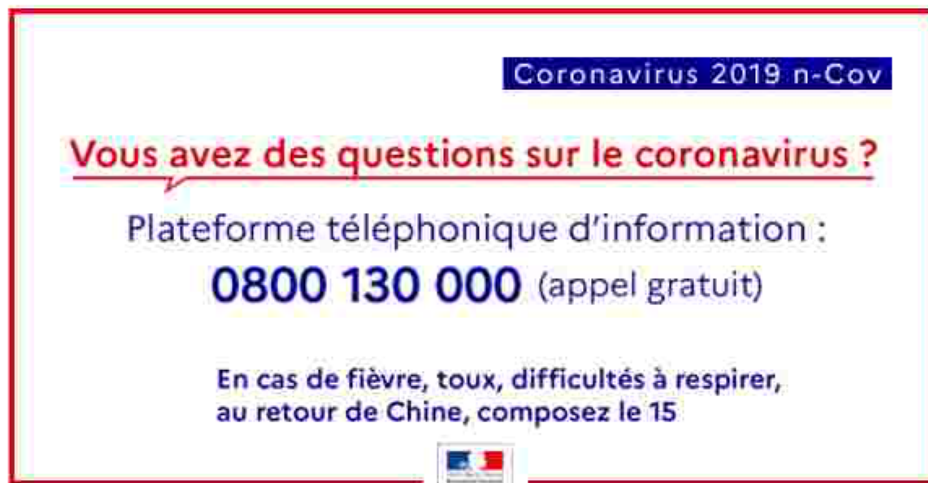 Coronavirus 2019 n-Cov
Vous avez des questions sur le coronavirus ?
Plateforme téléphonique d'information :
0800 130 000 (appel gratuit)
En cas de fièvre, toux, difficultés à respirer,
au retour de Chine, composez le 15